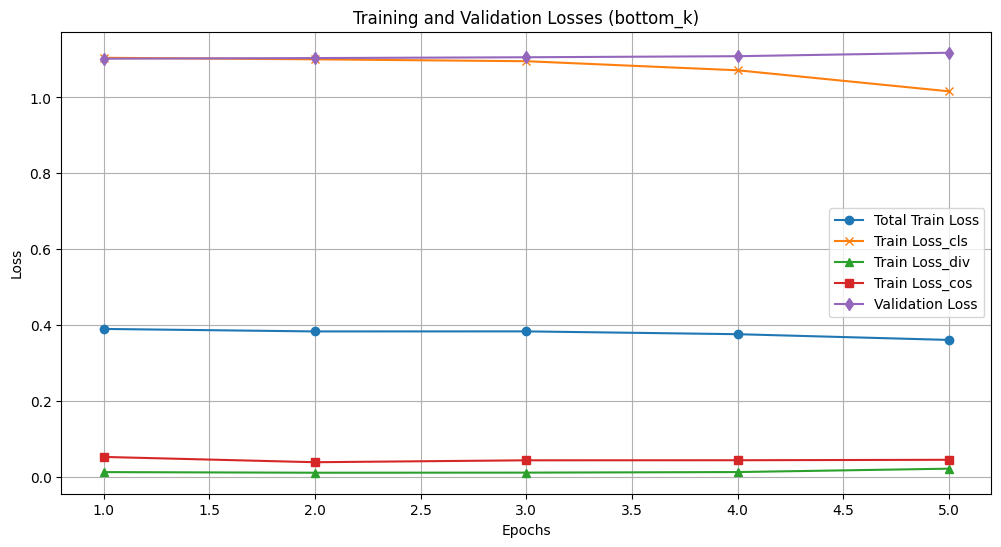 Training and Validation Losses (bottom_k)
Loss
1.0
0.8
0.6
0.4
0.2
0.0
Total Train Loss
Train Loss_cls
Train Loss_div
Train Loss_cos
Validation Loss
1.0 1.5 2.0 2.5 3.0 3.5 4.0 4.5 5.0
Epochs